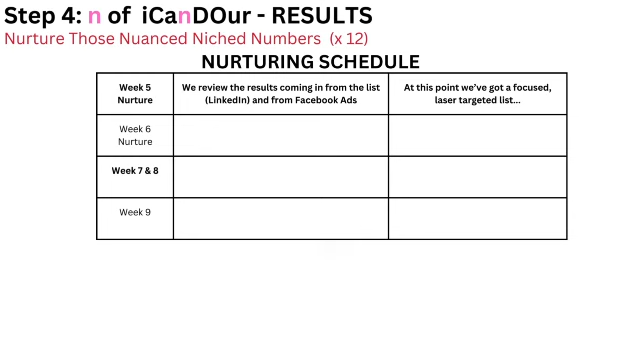 Step 4: n of iCanDOur - RESULTS
Nurture Those Nuanced Niched Numbers (x 12)
NURTURING SCHEDULE
Week 5
Nurture
We review the results coming in from the list
(LinkedIn) and from Facebook Ads
At this point we've got a focused,
laser targeted list...
Week 6
Nurture
Week 7 & 8
Week 9